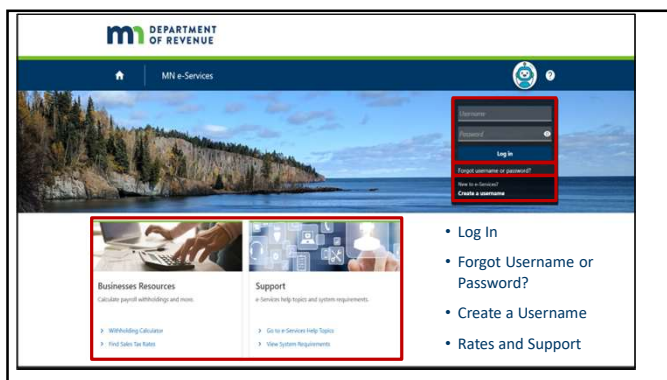 DEPARTMENT
OF REVENUE
MN e-Services
?
Username
Password
Log in
Forgot username or password?
New to e-Services?
Create a username
Businesses Resources
Calculate payroll withholdings and more.
> Withholding Calculator
> Find Sales Tax Rates
Support
e-Services help topics and system requirements.
> Go to e-Services Help Topics
> View System Requirements
• Log In
• Forgot Username or
Password?
• Create a Username
• Rates and Support